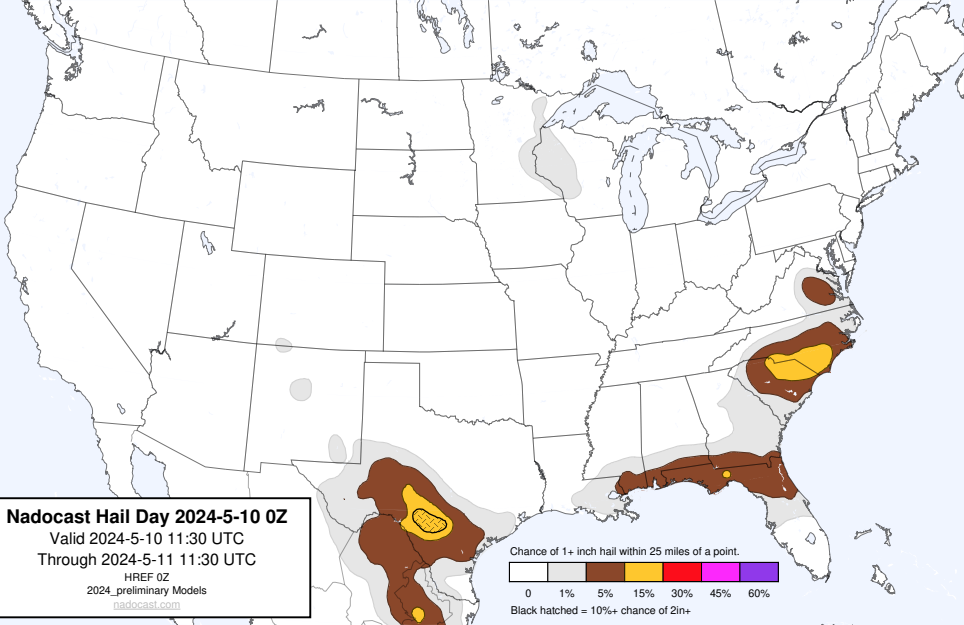 Nadocast Hail Day 2024-5-10 0Z
Valid 2024-5-10 11:30 UTC
Through 2024-5-11 11:30 UTC
HREF 0Z
2024_preliminary Models
nadocast.com
Chance of 1+ inch hail within 25 miles of a point.
0 1% 5% 15% 30% 45% 60%
Black hatched = 10%+ chance of 2in+